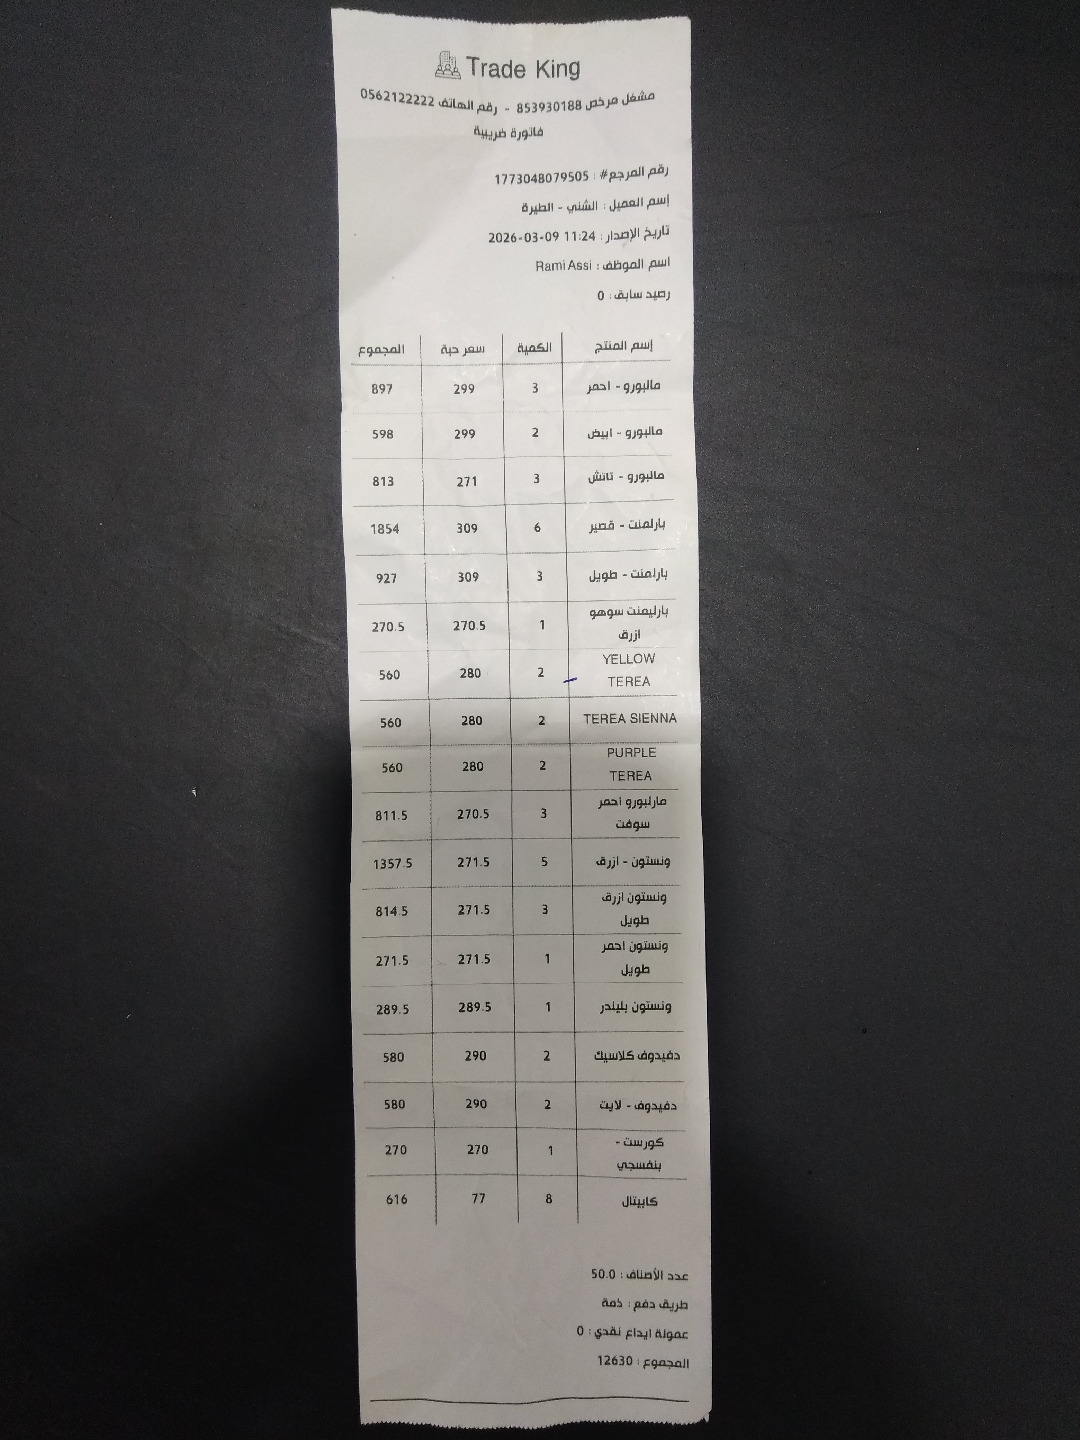 Trade King
مشغل مرخص 853930188 - رقم الهاتف 0562122222
فاتورة ضريبية
رقم المرجع# : 1773048079505
إسم العميل : الشني - الطيرة
تاريخ الإصدار : 2026-03-09 11:24
اسم الموظف : Rami Assi
رصيد سابق : 0
إسم المنتج الكمية سعر حبة المجموع
مالبورو - احمر 3 299 897
مالبورو - ابيض 2 299 598
مالبورو - تاتش 3 271 813
بارلمنت - قصير 6 309 1854
بارلمنت - طويل 3 309 927
بارليمنت سوهو
ازرق 1 270.5 270.5
YELLOW
TEREA 2 280 560
TEREA SIENNA 2 280 560
PURPLE
TEREA 2 280 560
مارلبورو احمر
سوفت 3 270.5 811.5
ونستون - ازرق 5 271.5 1357.5
ونستون ازرق
طويل 3 271.5 814.5
ونستون احمر
طويل 1 271.5 271.5
ونستون بليندر 1 289.5 289.5
دفيدوف كلاسيك 2 290 580
دفيدوف - لايت 2 290 580
كورست -
بنفسجي 1 270 270
كابيتال 8 77 616
عدد الأصناف : 50.0
طريق دفع : ذمة
عمولة ايداع نقدي : 0
المجموع : 12630